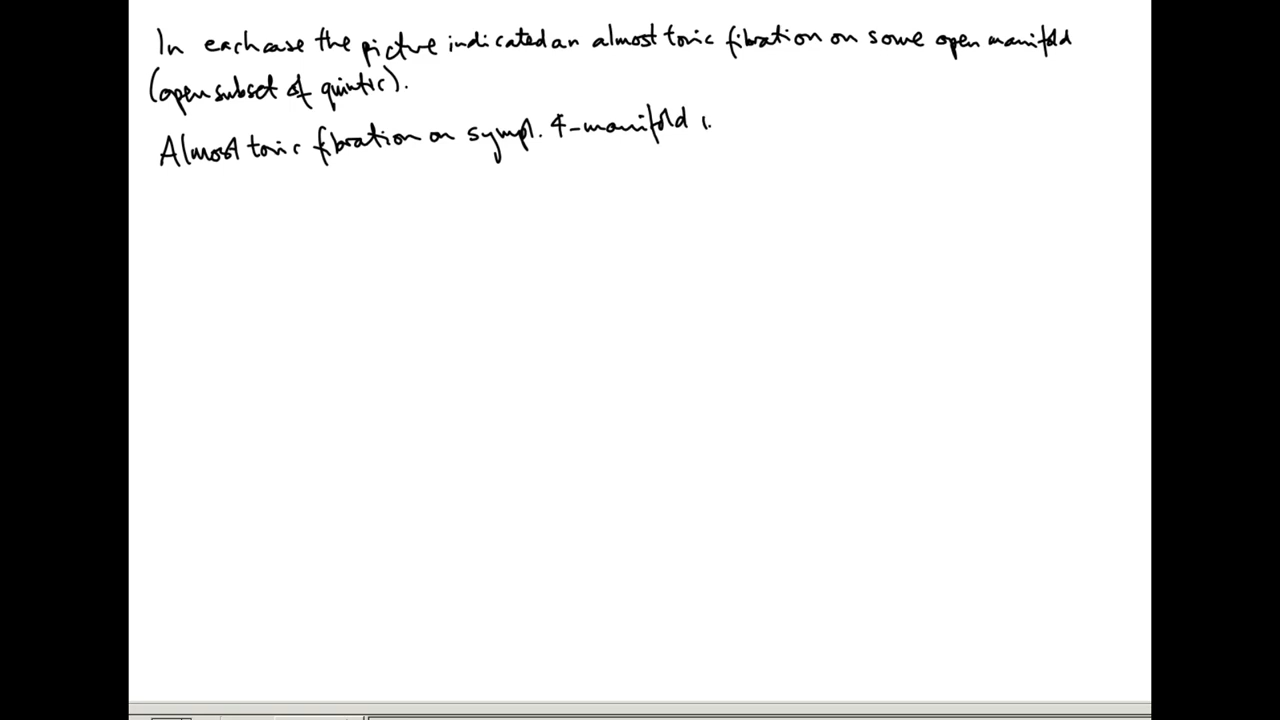 In each case the picture indicated an almost toric fibration on some open manifold
(open subset of quintic).
Almost toric fibration on sympl. 4-manifold